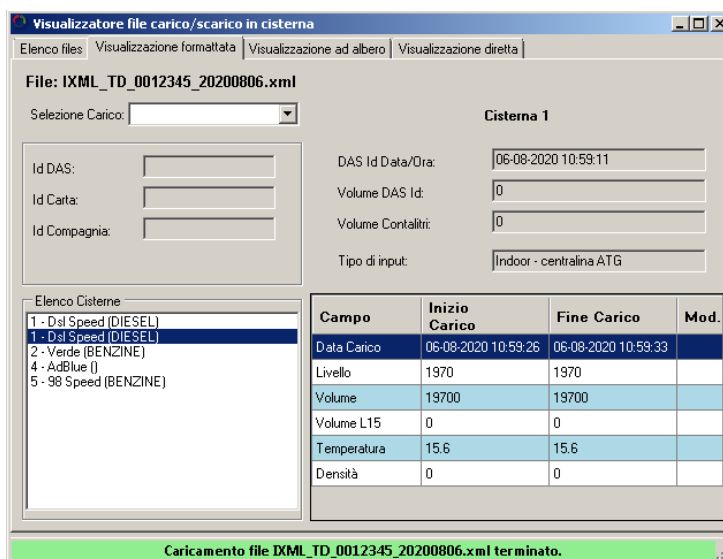 Visualizzatore file carico/scarico in cisterna
Elenco files Visualizzazione formattata Visualizzazione ad albero Visualizzazione diretta
File: IXML_TD_0012345_20200806.xml
Selezione Carico:
Cisterna 1
Id DAS:
Id Carta:
Id Compagnia:
DAS Id Data/Ora: 06-08-2020 10:59:11
Volume DAS Id: 0
Volume Contalitri: 0
Tipo di input: Indoor - centralina ATG
Elenco Cisterne
1 - Dsl Speed (DIESEL)
1 - Dsl Speed (DIESEL)
2 - Verde (BENZINE)
4 - AdBlue ()
5 - 98 Speed (BENZINE)
Campo Inizio Carico Fine Carico Mod.
Data Carico 06-08-2020 10:59:26 06-08-2020 10:59:33
Livello 1970 1970
Volume 19700 19700
Volume L15 0 0
Temperatura 15.6 15.6
Densità 0 0
Caricamento file IXML_TD_0012345_20200806.xml terminato.